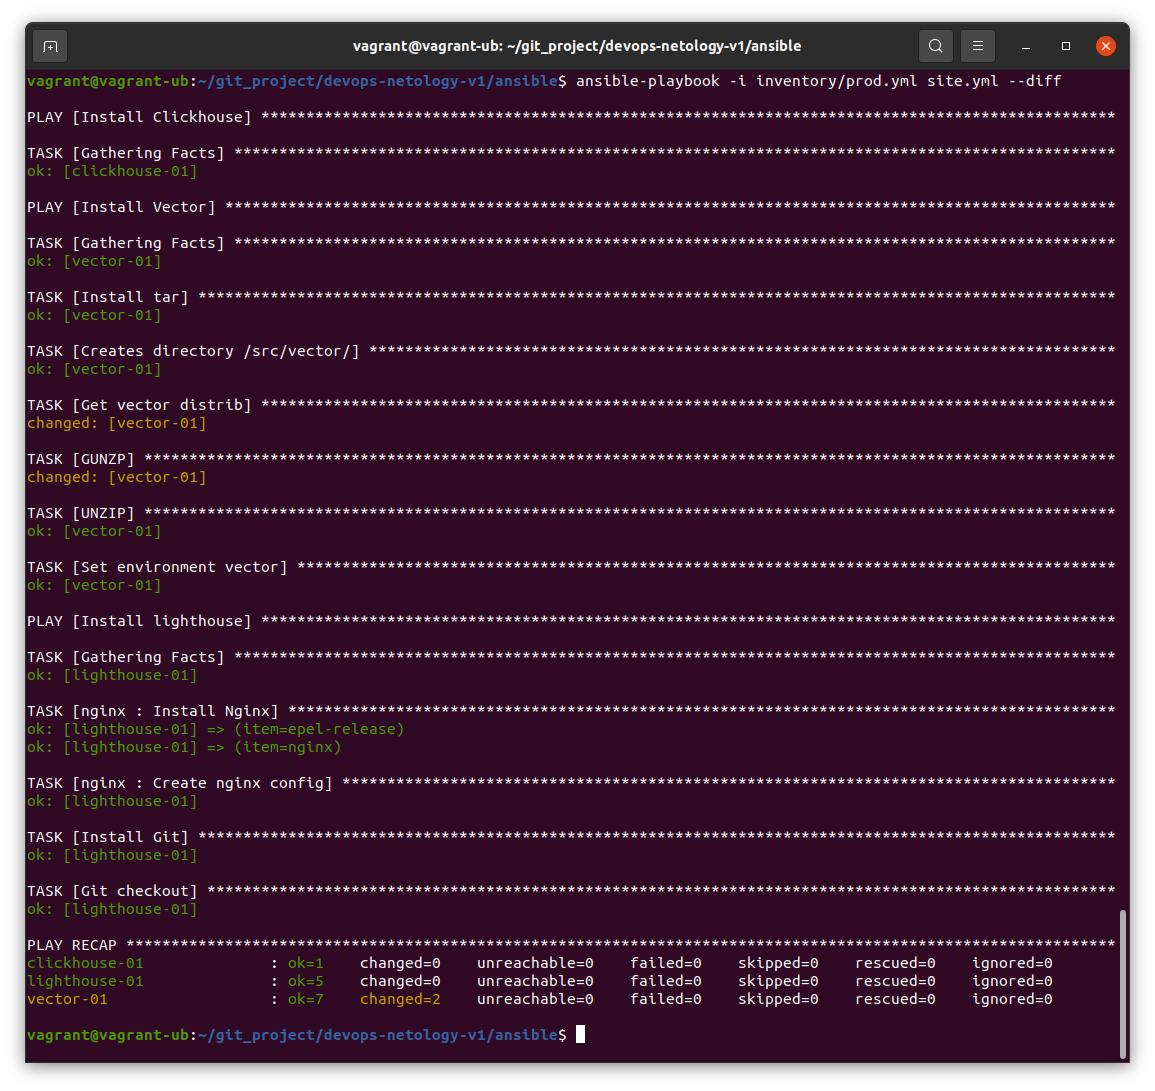 vagrant@vagrant-ub: ~/git_project/devops-netology-v1/ansible
vagrant@vagrant-ub:~/git_project/devops-netology-v1/ansible$ ansible-playbook -i inventory/prod.yml site.yml --diff
PLAY [Install Clickhouse] ***********************************************************************************************
TASK [Gathering Facts] **************************************************************************************************
ok: [clickhouse-01]
PLAY [Install Vector] ***************************************************************************************************
TASK [Gathering Facts] **************************************************************************************************
ok: [vector-01]
TASK [Install tar] ******************************************************************************************************
ok: [vector-01]
TASK [Creates directory /src/vector/] ***********************************************************************************
ok: [vector-01]
TASK [Get vector distrib] ***********************************************************************************************
changed: [vector-01]
TASK [GUNZP] ************************************************************************************************************
changed: [vector-01]
TASK [UNZIP] ************************************************************************************************************
ok: [vector-01]
TASK [Set environment vector] *******************************************************************************************
ok: [vector-01]
PLAY [Install lighthouse] ***********************************************************************************************
TASK [Gathering Facts] **************************************************************************************************
ok: [lighthouse-01]
TASK [nginx : Install Nginx] ********************************************************************************************
ok: [lighthouse-01] => (item=epel-release)
ok: [lighthouse-01] => (item=nginx)
TASK [nginx : Create nginx config] **************************************************************************************
ok: [lighthouse-01]
TASK [Install Git] ******************************************************************************************************
ok: [lighthouse-01]
TASK [Git checkout] *****************************************************************************************************
ok: [lighthouse-01]
PLAY RECAP **************************************************************************************************************
clickhouse-01              : ok=1    changed=0    unreachable=0    failed=0    skipped=0    rescued=0    ignored=0
lighthouse-01              : ok=5    changed=0    unreachable=0    failed=0    skipped=0    rescued=0    ignored=0
vector-01                  : ok=7    changed=2    unreachable=0    failed=0    skipped=0    rescued=0    ignored=0
vagrant@vagrant-ub:~/git_project/devops-netology-v1/ansible$